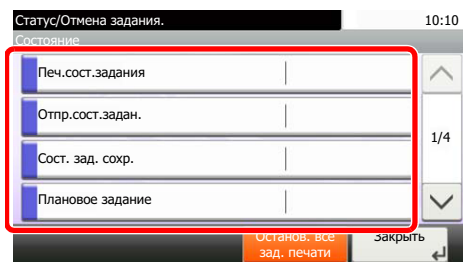 Статус/Отмена задания. 10:10
Состояние
Печ.сост.задания
Отпр.сост.задан.
1/4
Сост. зад. сохр.
Плановое задание
Останов. все Закрыть
зад. печати